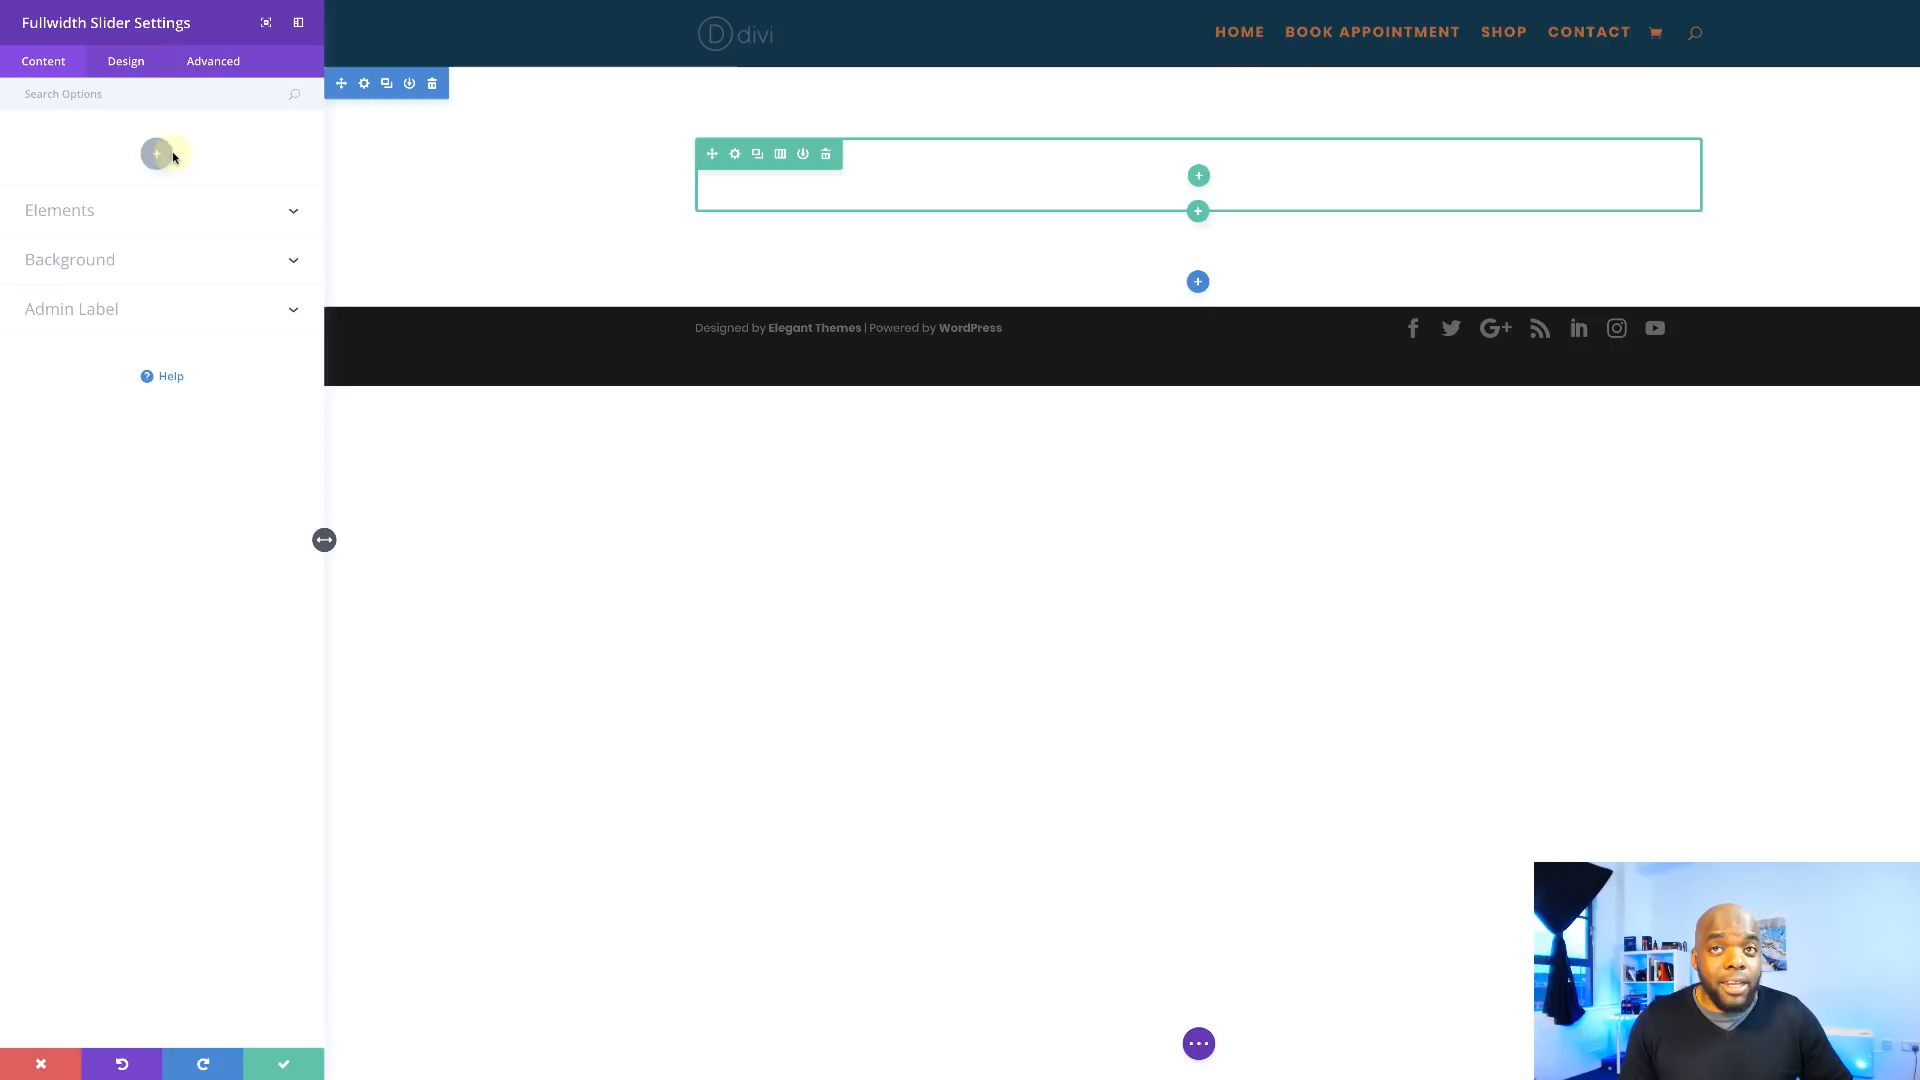 Fullwidth Slider Settings
Content Design Advanced
Search Options
Elements
Background
Admin Label
Help
D divi
HOME BOOK APPOINTMENT SHOP CONTACT
Designed by Elegant Themes | Powered by WordPress